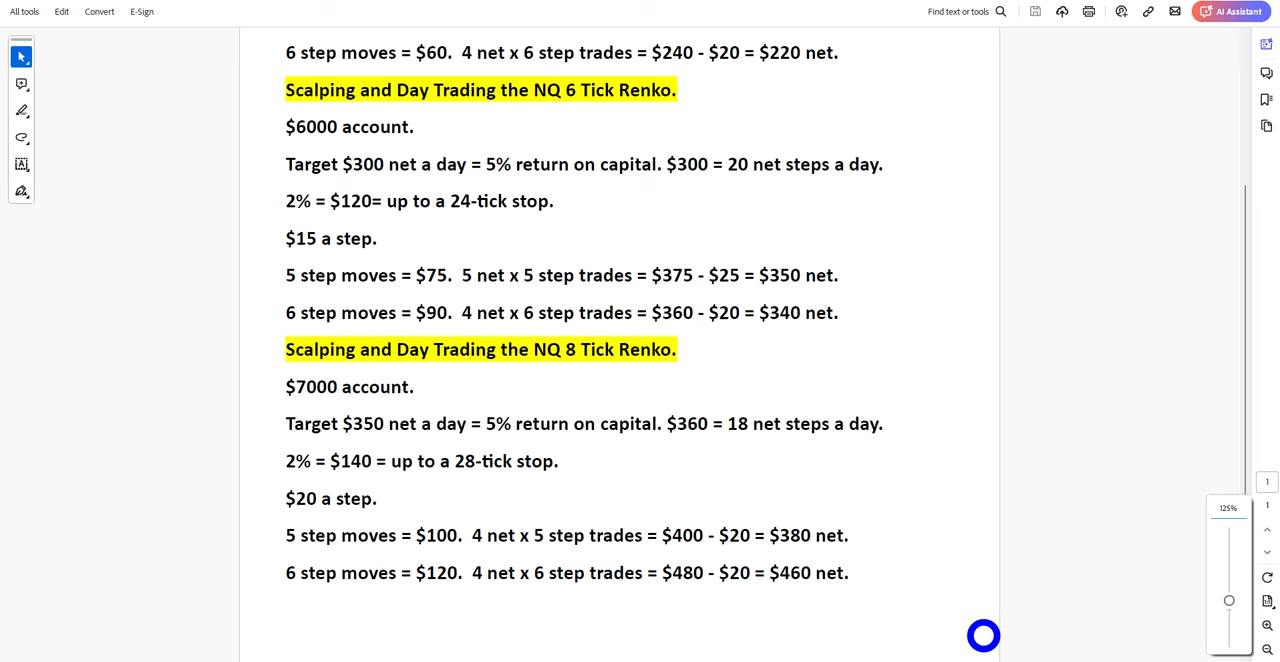 All tools Edit Convert E-Sign Find text or tools AI Assistant
6 step moves = $60.  4 net x 6 step trades = $240 - $20 = $220 net.
Scalping and Day Trading the NQ 6 Tick Renko.
$6000 account.
Target $300 net a day = 5% return on capital. $300 = 20 net steps a day.
2% = $120= up to a 24-tick stop.
$15 a step.
5 step moves = $75.  5 net x 5 step trades = $375 - $25 = $350 net.
6 step moves = $90.  4 net x 6 step trades = $360 - $20 = $340 net.
Scalping and Day Trading the NQ 8 Tick Renko.
$7000 account.
Target $350 net a day = 5% return on capital. $360 = 18 net steps a day.
2% = $140 = up to a 28-tick stop.
$20 a step.
5 step moves = $100.  4 net x 5 step trades = $400 - $20 = $380 net.
6 step moves = $120.  4 net x 6 step trades = $480 - $20 = $460 net.
1
1
125%